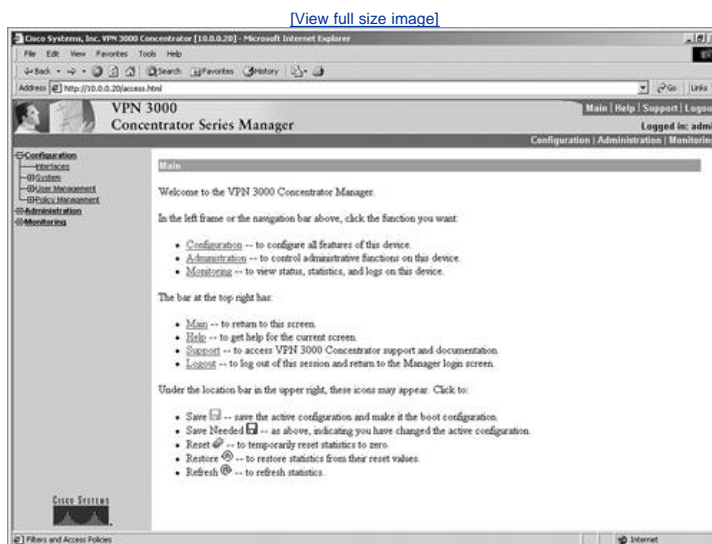 [View full size image]
Cisco Systems, Inc. VPN 3000 Concentrator [10.0.0.20] - Microsoft Internet Explorer
File Edit View Favorites Tools Help
Back Search Favorites History
Address http://10.0.0.20/access.html Go Links
VPN 3000
Concentrator Series Manager
Main | Help | Support | Logou
Logged in: admi
Configuration | Administration | Monitorin
Configuration
Interfaces
System
User Management
Policy Management
Administration
Monitoring
Main
Welcome to the VPN 3000 Concentrator Manager.
In the left frame or the navigation bar above, click the function you want:
• Configuration -- to configure all features of this device.
• Administration -- to control administrative functions on this device.
• Monitoring -- to view status, statistics, and logs on this device.
The bar at the top right has:
• Main -- to return to this screen.
• Help -- to get help for the current screen.
• Support -- to access VPN 3000 Concentrator support and documentation.
• Logout -- to log out of this session and return to the Manager login screen.
Under the location bar in the upper right, these icons may appear. Click to:
• Save -- save the active configuration and make it the boot configuration.
• Save Needed -- as above, indicating you have changed the active configuration.
• Reset -- to temporarily reset statistics to zero.
• Restore -- to restore statistics from their reset values.
• Refresh -- to refresh statistics.
Cisco Systems
Filters and Access Policies
Internet